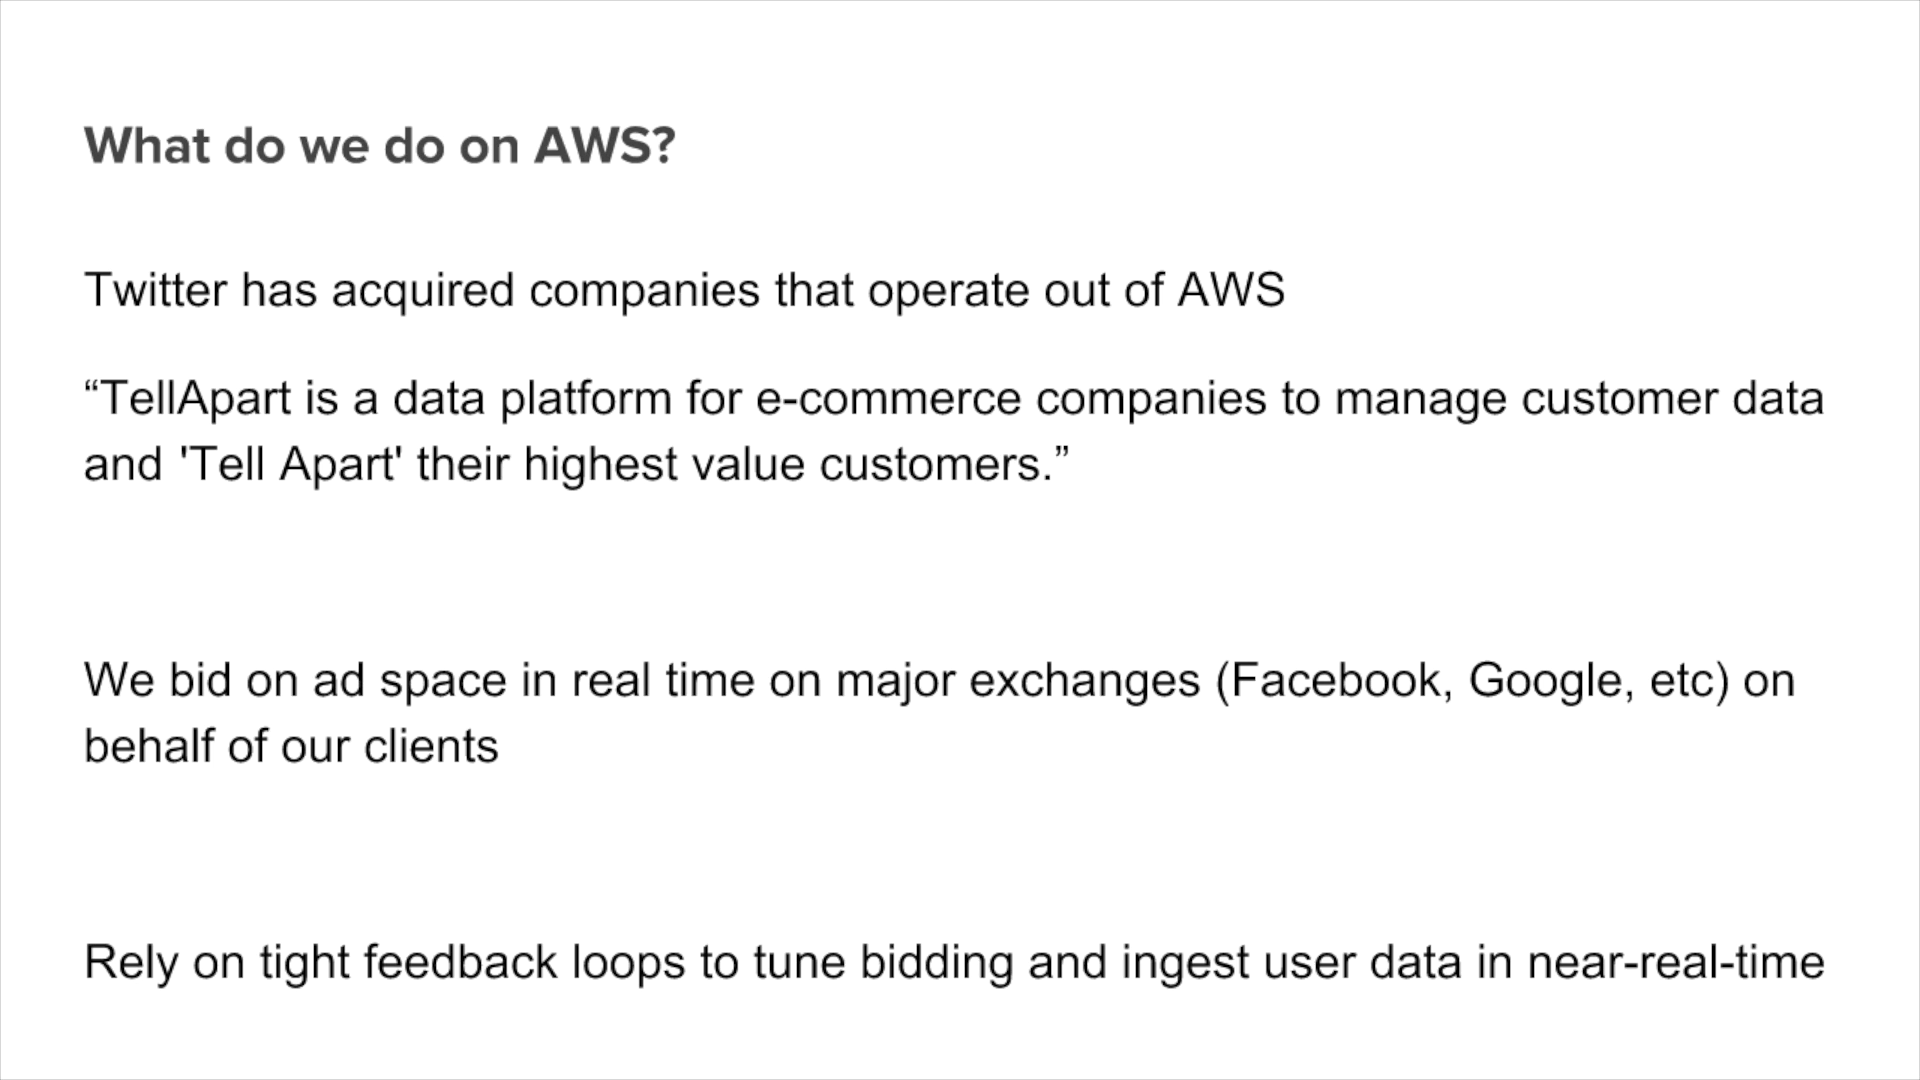 What do we do on AWS?
Twitter has acquired companies that operate out of AWS
“TellApart is a data platform for e-commerce companies to manage customer data
and 'Tell Apart' their highest value customers.”
We bid on ad space in real time on major exchanges (Facebook, Google, etc) on
behalf of our clients
Rely on tight feedback loops to tune bidding and ingest user data in near-real-time